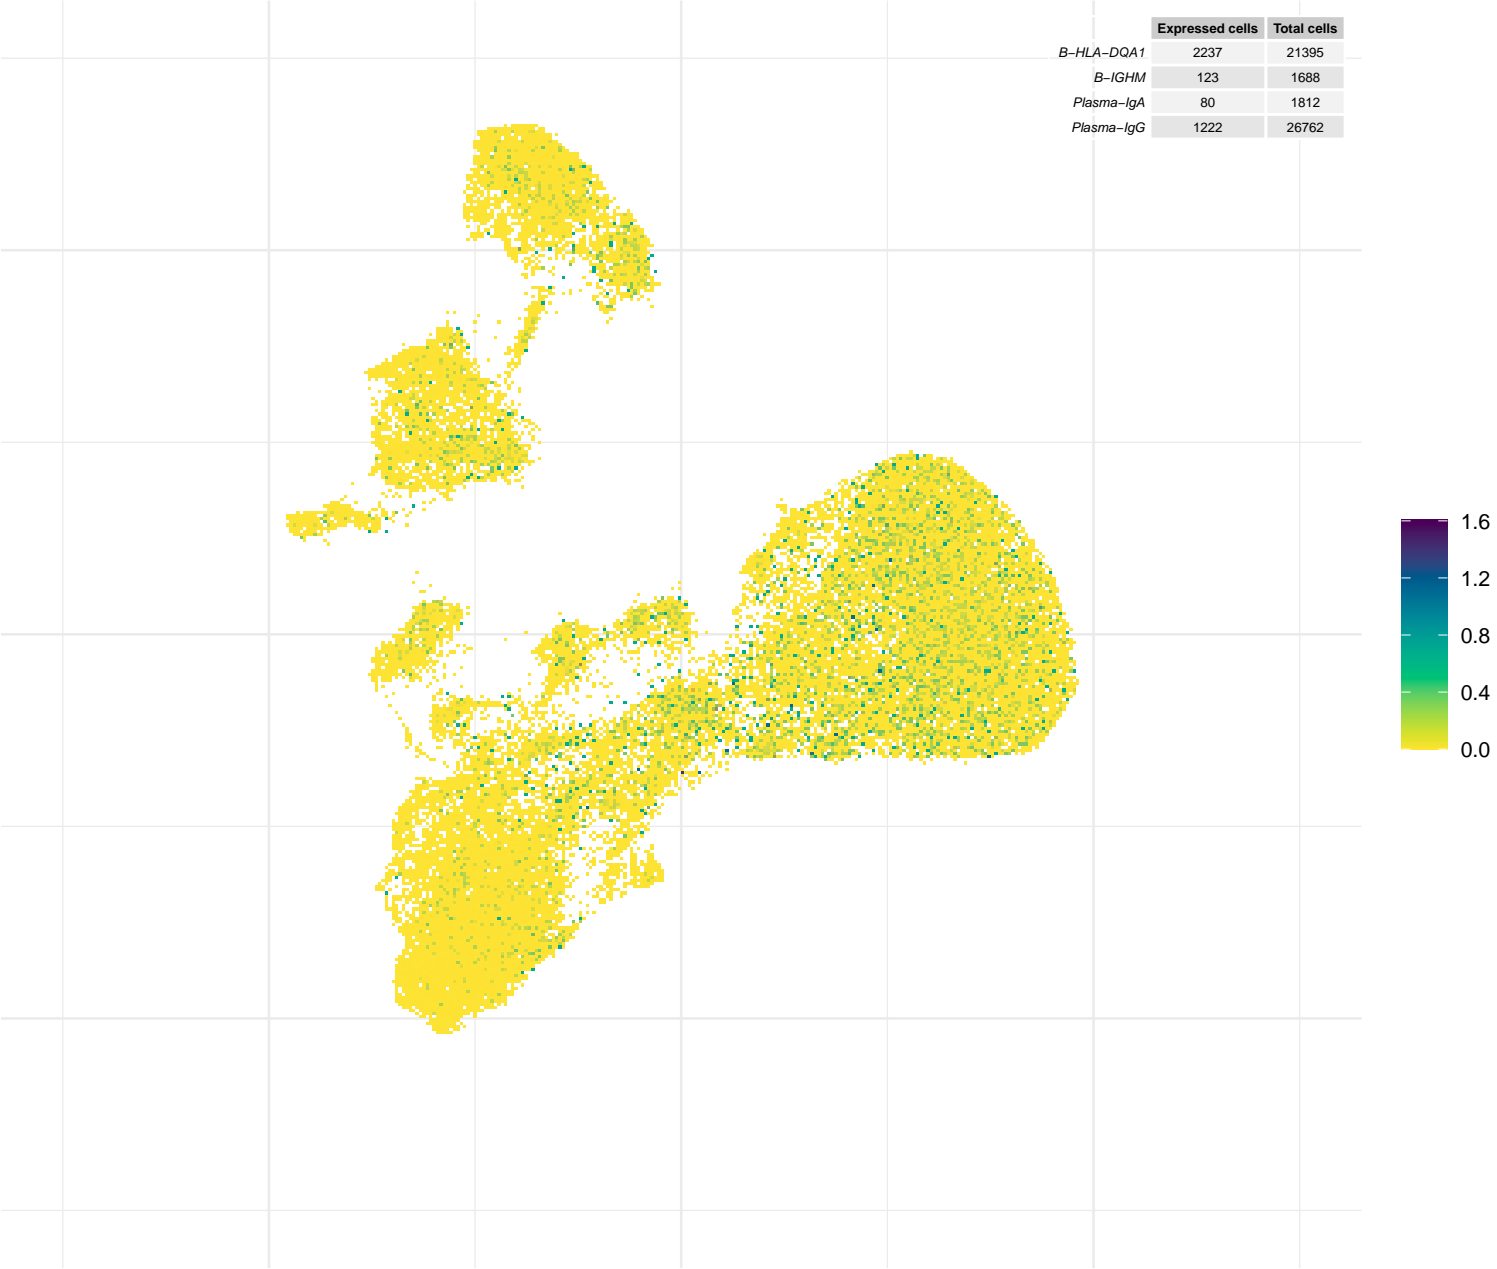 Expressed cells Total cells
B−HLA−DQA1 2237 21395
B−IGHM 123 1688
Plasma−IgA 80 1812
Plasma−IgG 1222 26762
1.6
1.2
0.8
0.4
0.0